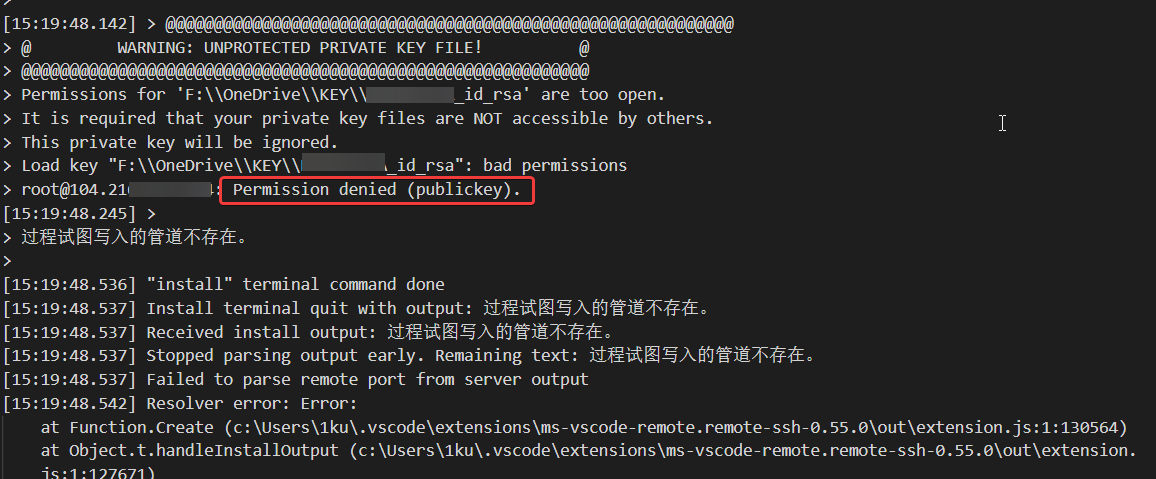 >
[15:19:48.142] > @@@@@@@@@@@@@@@@@@@@@@@@@@@@@@@@@@@@@@@@@@@@@@@@@@@@@@@@@@@
> @         WARNING: UNPROTECTED PRIVATE KEY FILE!          @
> @@@@@@@@@@@@@@@@@@@@@@@@@@@@@@@@@@@@@@@@@@@@@@@@@@@@@@@@@@@
> Permissions for 'F:\\OneDrive\\KEY\\ _id_rsa' are too open.
> It is required that your private key files are NOT accessible by others.
> This private key will be ignored.
> Load key "F:\\OneDrive\\KEY\\ _id_rsa": bad permissions
> root@104.21 : Permission denied (publickey).
[15:19:48.245] >
> 过程试图写入的管道不存在。
>
[15:19:48.536] "install" terminal command done
[15:19:48.537] Install terminal quit with output: 过程试图写入的管道不存在。
[15:19:48.537] Received install output: 过程试图写入的管道不存在。
[15:19:48.537] Stopped parsing output early. Remaining text: 过程试图写入的管道不存在。
[15:19:48.537] Failed to parse remote port from server output
[15:19:48.542] Resolver error: Error:
at Function.Create (c:\Users\1ku\.vscode\extensions\ms-vscode-remote.remote-ssh-0.55.0\out\extension.js:1:130564)
at Object.t.handleInstallOutput (c:\Users\1ku\.vscode\extensions\ms-vscode-remote.remote-ssh-0.55.0\out\extension.
js:1:127671)